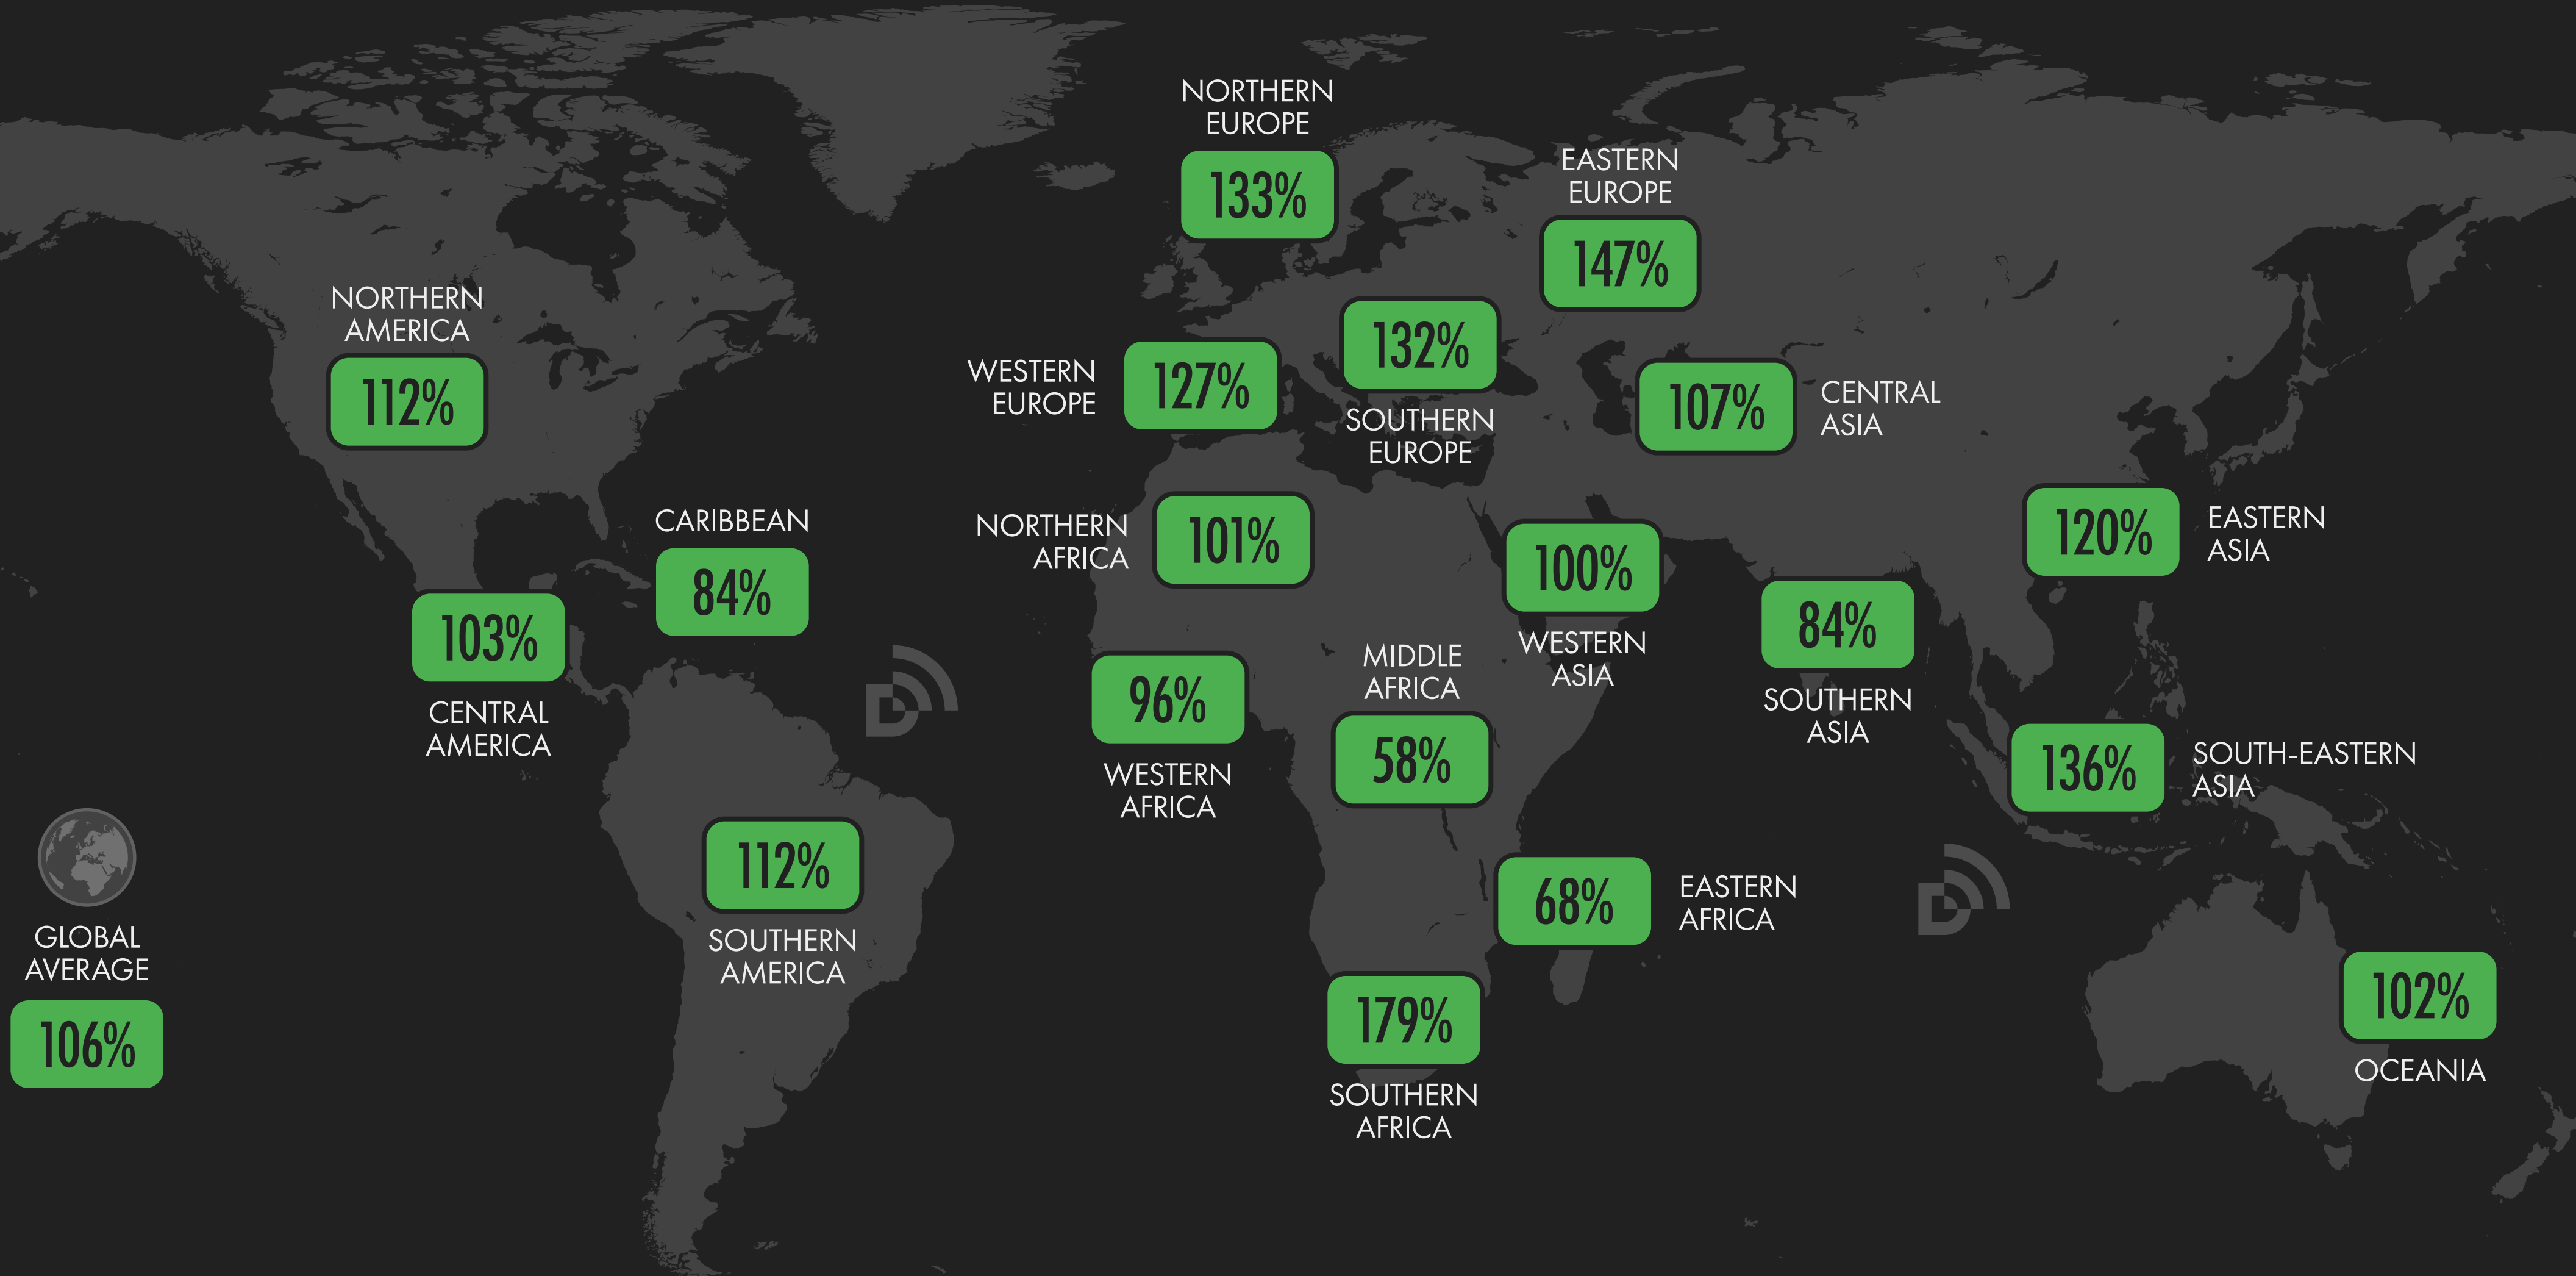 NORTHERN
EUROPE
133%
EASTERN
EUROPE
147%
NORTHERN
AMERICA
112%
WESTERN
EUROPE
127%
132%
SOUTHERN
EUROPE
107%
CENTRAL
ASIA
CARIBBEAN
84%
NORTHERN
AFRICA
101%
100%
WESTERN
ASIA
120%
EASTERN
ASIA
103%
CENTRAL
AMERICA
84%
SOUTHERN
ASIA
96%
WESTERN
AFRICA
MIDDLE
AFRICA
58%
136%
SOUTH-EASTERN
ASIA
112%
SOUTHERN
AMERICA
68%
EASTERN
AFRICA
GLOBAL
AVERAGE
106%
179%
SOUTHERN
AFRICA
102%
OCEANIA